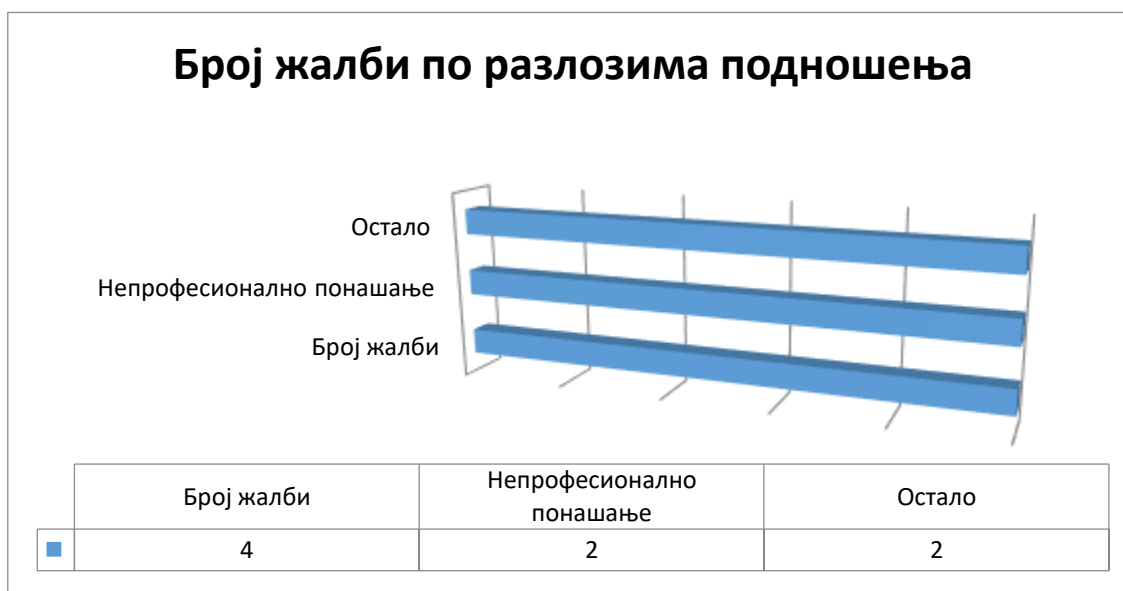 Број жалби по разлозима подношења
Остало
Непрофесионално понашање
Број жалби
Број жалби
Непрофесионално
понашање
Остало
4
2
2